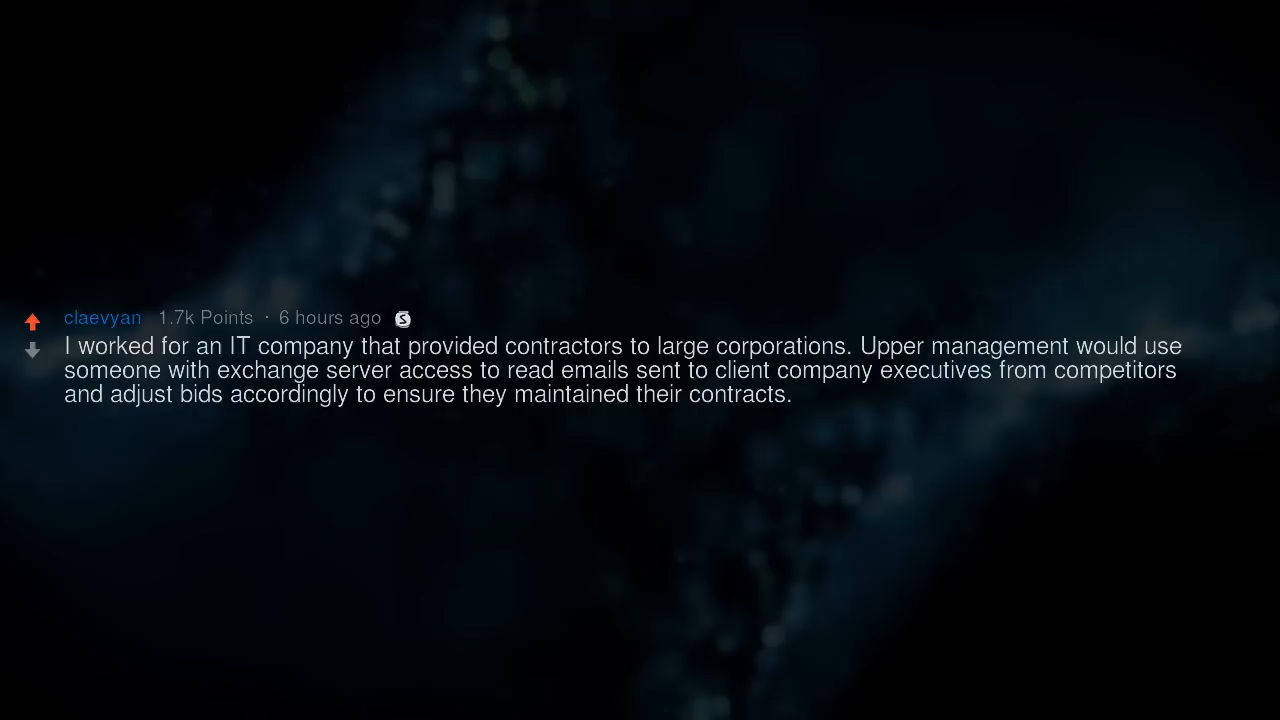 claevyan 1.7k Points · 6 hours ago S
I worked for an IT company that provided contractors to large corporations. Upper management would use
someone with exchange server access to read emails sent to client company executives from competitors
and adjust bids accordingly to ensure they maintained their contracts.